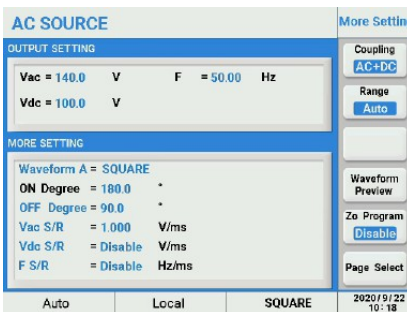 AC SOURCE
More Settin
OUTPUT SETTING
Vac = 140.0 V F = 50.00 Hz
Vdc = 100.0 V
MORE SETTING
Waveform A = SQUARE
ON Degree = 180.0 °
OFF Degree = 90.0 °
Vac S/R = 1.000 V/ms
Vdc S/R = Disable V/ms
F S/R = Disable Hz/ms
Coupling
AC+DC
Range
Auto
Waveform
Preview
Zo Program
Disable
Page Select
Auto Local SQUARE
2020/9/22
10:18